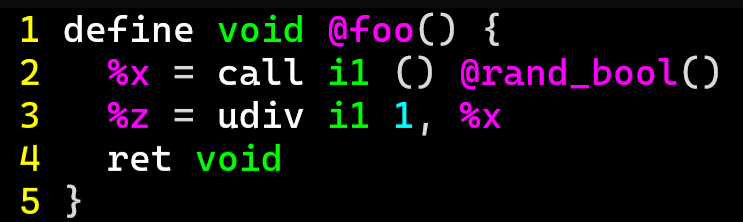 1 define void @foo() {
2   %x = call i1 () @rand_bool()
3   %z = udiv i1 1, %x
4   ret void
5 }